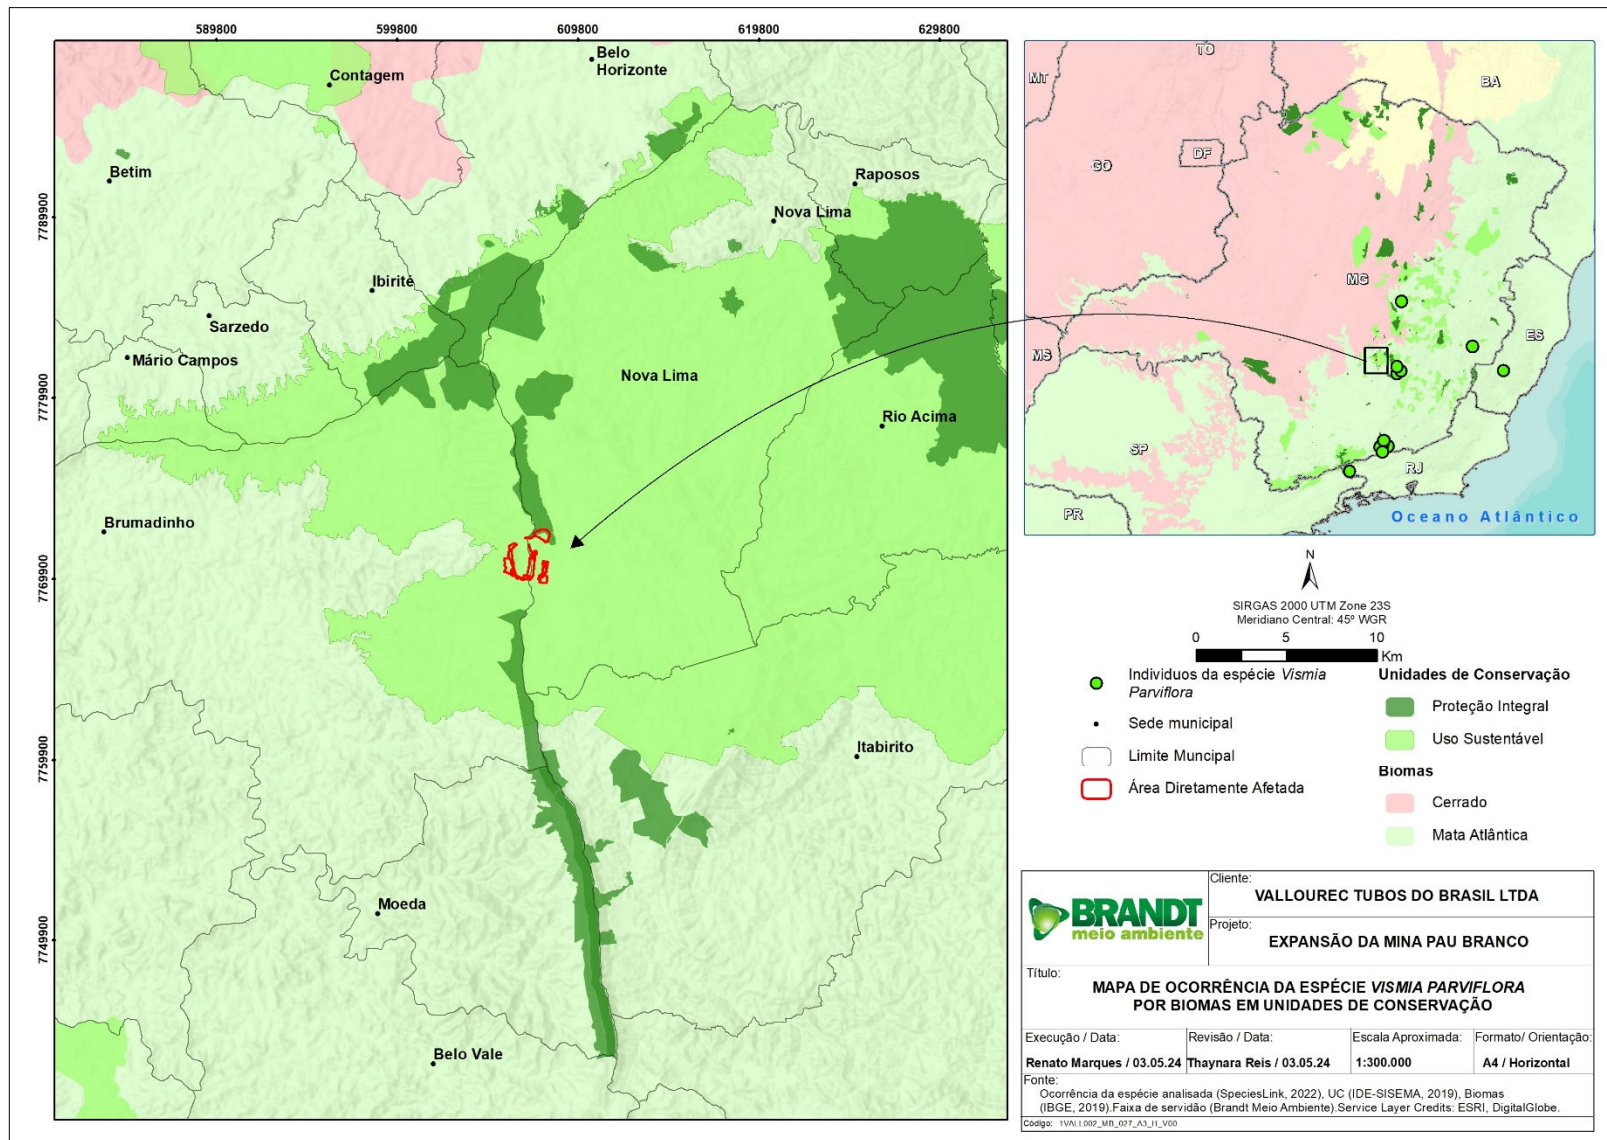 589800
599800
609800
619800
629800
7789900
7779900
7769900
7759900
7749900
Contagem
Belo
Horizonte
Betim
Raposos
Nova Lima
Ibirité
Sarzedo
Mário Campos
Nova Lima
Rio Acima
Brumadinho
Itabirito
Moeda
Belo Vale
TO
MT
BA
DF
GO
MG
ES
MS
SP
RJ
PR
Oceano Atlântico
N
SIRGAS 2000 UTM Zone 23S
Meridiano Central: 45º WGR
0 5 10
Km
Individuos da espécie Vismia
Parviflora
Sede municipal
Limite Muncipal
Área Diretamente Afetada
Unidades de Conservação
Proteção Integral
Uso Sustentável
Biomas
Cerrado
Mata Atlântica
BRANDT
meio ambiente
Cliente:
VALLOUREC TUBOS DO BRASIL LTDA
Projeto:
EXPANSÃO DA MINA PAU BRANCO
Título:
MAPA DE OCORRÊNCIA DA ESPÉCIE VISMIA PARVIFLORA
POR BIOMAS EM UNIDADES DE CONSERVAÇÃO
Execução / Data:
Renato Marques / 03.05.24
Revisão / Data:
Thaynara Reis / 03.05.24
Escala Aproximada:
1:300.000
Formato/ Orientação:
A4 / Horizontal
Fonte:
Ocorrência da espécie analisada (SpeciesLink, 2022), UC (IDE-SISEMA, 2019), Biomas
(IBGE, 2019).Faixa de servidão (Brandt Meio Ambiente).Service Layer Credits: ESRI, DigitalGlobe.
Código: 1VALL002_MB_027_A3_H_V00